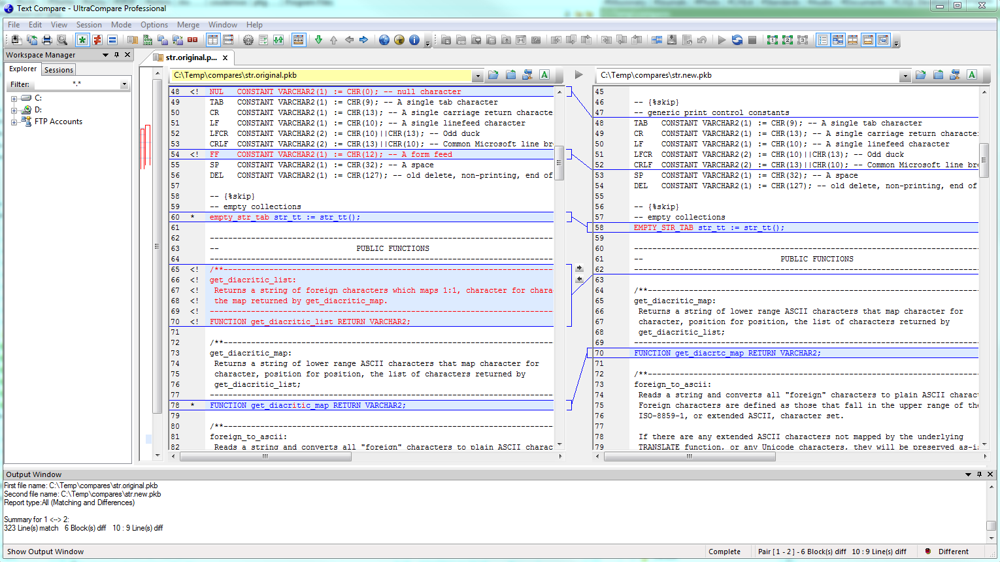 Text Compare - UltraCompare Professional
File Edit View Search Session Mode Options Merge Window Help
Workspace Manager
Explorer Sessions
Filter: *.*
C:
D:
FTP Accounts
str.original.p...
C:\Temp\compares\str.original.pkb
48 <! NUL CONSTANT VARCHAR2(1) := CHR(0); -- null character
49 TAB CONSTANT VARCHAR2(1) := CHR(9); -- A single tab character
50 CR CONSTANT VARCHAR2(1) := CHR(13); -- A single carriage return characte
51 LF CONSTANT VARCHAR2(1) := CHR(10); -- A single linefeed character
52 LFCR CONSTANT VARCHAR2(2) := CHR(10)||CHR(13); -- Odd duck
53 CRLF CONSTANT VARCHAR2(2) := CHR(13)||CHR(10); -- Common Microsoft line br
54 <! FF CONSTANT VARCHAR2(1) := CHR(12); -- A form feed
55 SP CONSTANT VARCHAR2(1) := CHR(32); -- A space
56 DEL CONSTANT VARCHAR2(1) := CHR(127); -- old delete, non-printing, end of
57
58 -- {%skip}
59 -- empty collections
60 * empty_str_tab str_tt := str_tt();
61
62 ---------------------------------------------------------------------------
63 -- PUBLIC FUNCTIONS
64 ---------------------------------------------------------------------------
65 <! /**------------------------------------------------------------------------
66 <! get_diacritic_list:
67 <! Returns a string of foreign characters which maps 1:1, character for chara
68 <! the map returned by get_diacritic_map.
69 <! ---------------------------------------------------------------------------
70 <! FUNCTION get_diacritic_list RETURN VARCHAR2;
71
72 /**------------------------------------------------------------------------
73 get_diacritic_map:
74 Returns a string of lower range ASCII characters that map character for
75 character, position for position, the list of characters returned by
76 get_diacritic_list;
77 ---------------------------------------------------------------------------
78 * FUNCTION get_diacritic_map RETURN VARCHAR2;
79
80 /**------------------------------------------------------------------------
81 foreign_to_ascii:
82 Reads a string and converts all "foreign" characters to plain ASCII charac
C:\Temp\compares\str.new.pkb
45
46 -- {%skip}
47 -- generic print control constants
48 TAB CONSTANT VARCHAR2(1) := CHR(9); -- A single tab character
49 CR CONSTANT VARCHAR2(1) := CHR(13); -- A single carriage return characte
50 LF CONSTANT VARCHAR2(1) := CHR(10); -- A single linefeed character
51 LFCR CONSTANT VARCHAR2(2) := CHR(10)||CHR(13); -- Odd duck
52 CRLF CONSTANT VARCHAR2(2) := CHR(13)||CHR(10); -- Common Microsoft line br
53 SP CONSTANT VARCHAR2(1) := CHR(32); -- A space
54 DEL CONSTANT VARCHAR2(1) := CHR(127); -- old delete, non-printing, end of
55
56 -- {%skip}
57 -- empty collections
58 EMPTY_STR_TAB str_tt := str_tt();
59
60 ---------------------------------------------------------------------------
61 -- PUBLIC FUNCTIONS
62 ---------------------------------------------------------------------------
63
64 /**------------------------------------------------------------------------
65 get_diacritic_map:
66 Returns a string of lower range ASCII characters that map character for
67 character, position for position, the list of characters returned by
68 get_diacritic_list;
69 ---------------------------------------------------------------------------
70 FUNCTION get_diacrtc_map RETURN VARCHAR2;
71
72 /**------------------------------------------------------------------------
73 foreign_to_ascii:
74 Reads a string and converts all "foreign" characters to plain ASCII charac
75 Foreign characters are defined as those that fall in the upper range of the
76 ISO-8859-1, or extended ASCII, character set.
77
78 If there are any extended ASCII characters not mapped by the underlying
79 TRANSLATE function, or any Unicode characters, they will be preserved as-i
Output Window
First file name: C:\Temp\compares\str.original.pkb
Second file name: C:\Temp\compares\str.new.pkb
Report type:All (Matching and Differences)
Summary for 1 <--> 2:
323 Line(s) match 6 Block(s) diff 10 : 9 Line(s) diff
Show Output Window Complete Pair [ 1 - 2 ] - 6 Block(s) diff 10 : 9 Line(s) diff Different